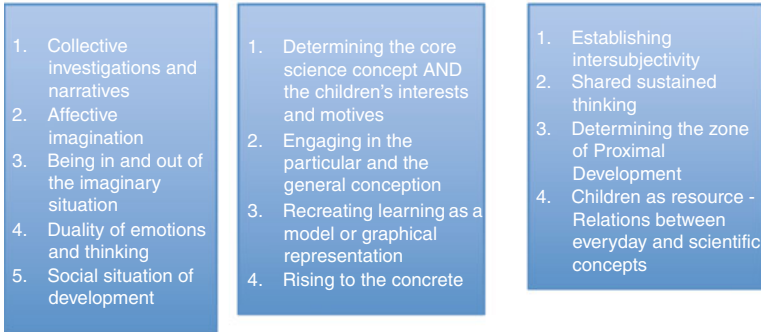 1. Collective
investigations and
narratives
2. Affective
imagination
3. Being in and out of
the imaginary
situation
4. Duality of emotions
and thinking
5. Social situation of
development
1. Determining the core
science concept AND
the children's interests
and motives
2. Engaging in the
particular and the
general conception
3. Recreating learning as a
model or graphical
representation
4. Rising to the concrete
1. Establishing
intersubjectivity
2. Shared sustained
thinking
3. Determining the zone
of Proximal
Development
4. Children as resource -
Relations between
everyday and scientific
concepts